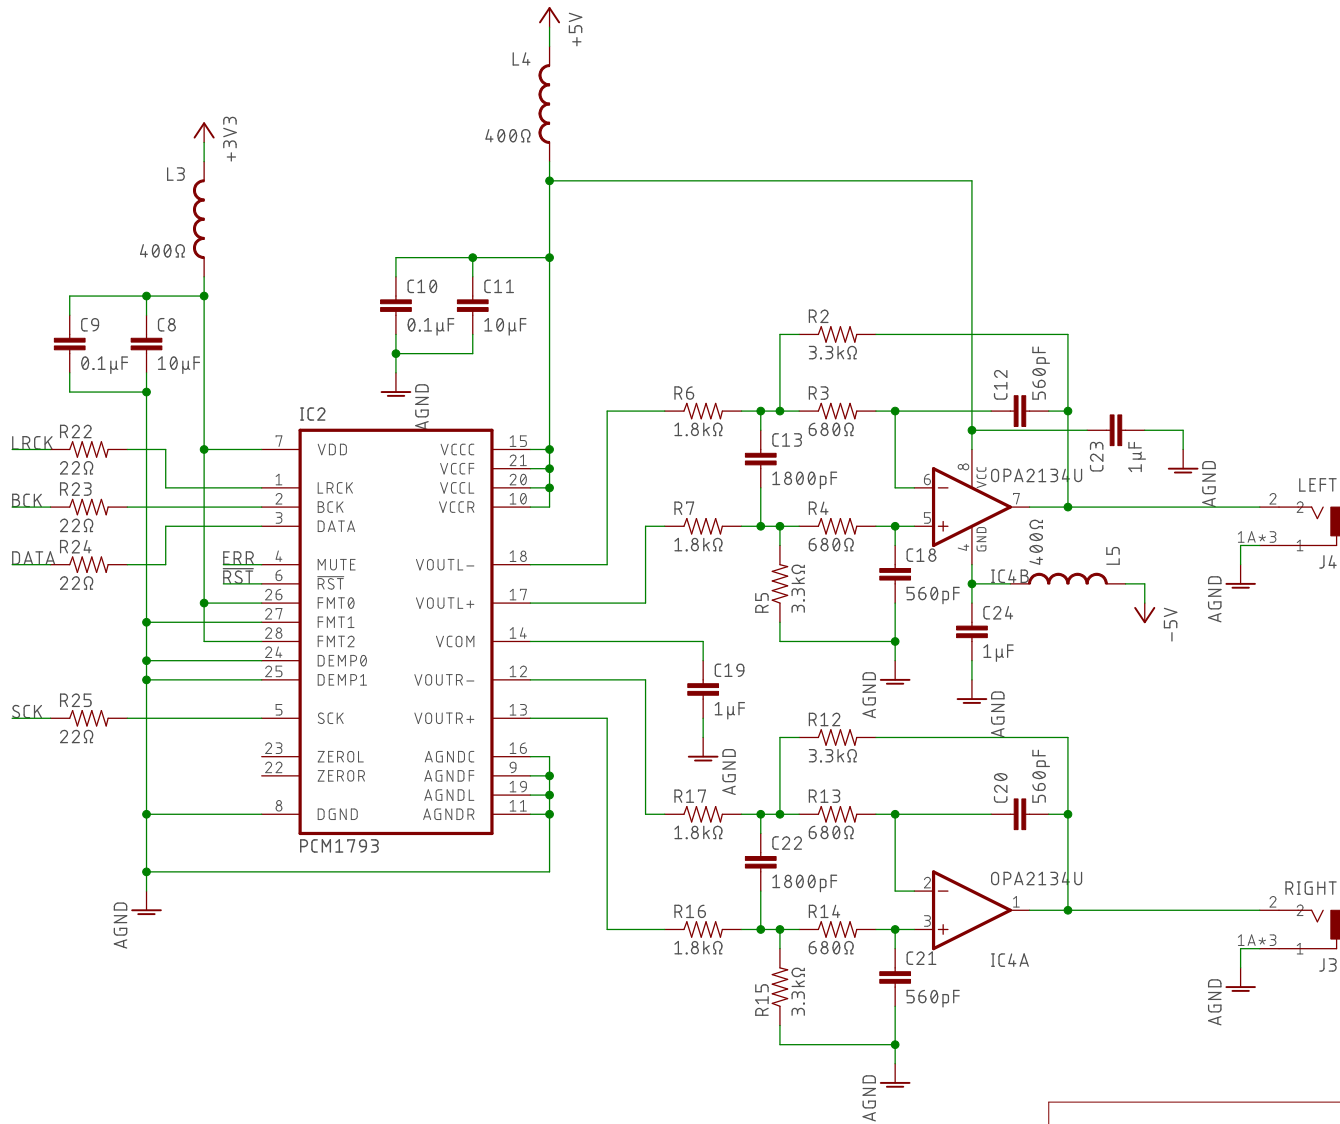 +5V
L4
400Ω
+3V3
L3
400Ω
C9
0.1µF
C8
10µF
C10
0.1µF
C11
10µF
AGND
IC2
LRCK
R22
22Ω
BCK
R23
22Ω
DATA
R24
22Ω
ERR
RST
SCK
R25
22Ω
7 VDD
1 LRCK
2 BCK
3 DATA
4 MUTE
6 RST
26 FMT0
27 FMT1
28 FMT2
24 DEMP0
25 DEMP1
5 SCK
23 ZEROL
22 ZEROR
8 DGND
VCCC 15
VCCF 21
VCCL 20
VCCR 10
VOUTL- 18
VOUTL+ 17
VCOM 14
VOUTR- 12
VOUTR+ 13
AGNDC 16
AGNDF 9
AGNDL 19
AGNDR 11
PCM1793
AGND
R2
3.3kΩ
R6
1.8kΩ
R3
680Ω
C12
560pF
C13
1800pF
C23
1µF
AGND
R7
1.8kΩ
R4
680Ω
6
-
5
+
8
VCC
4
GND
7
OPA2134U
IC4B
400Ω
L5
-5V
R5
3.3kΩ
C18
560pF
AGND
C24
1µF
AGND
LEFT
2
2
1A*3
1
J4
AGND
C19
1µF
AGND
R12
3.3kΩ
R17
1.8kΩ
R13
680Ω
C20
560pF
C22
1800pF
R16
1.8kΩ
R14
680Ω
2
-
3
+
1
OPA2134U
IC4A
R15
3.3kΩ
C21
560pF
AGND
RIGHT
2
2
1A*3
1
J3
AGND